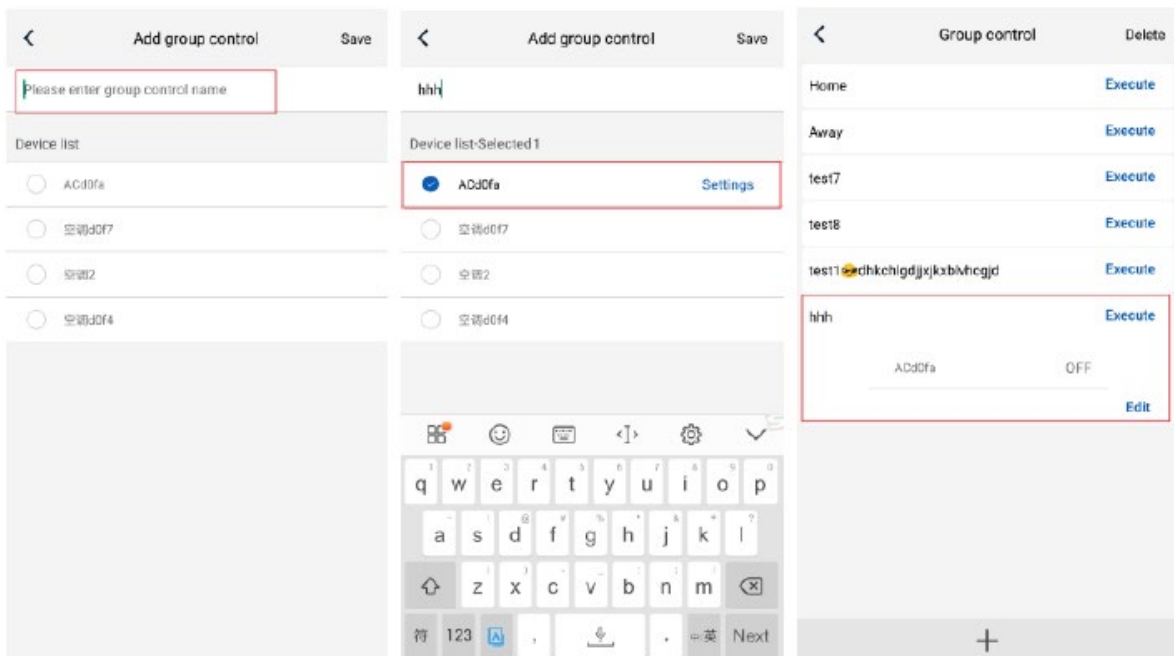 Add group control
Save
Please enter group control name
Device list
ACd0fa
空调d0f7
空调2
空调d0f4
Add group control
Save
hhh
Device list-Selected 1
ACd0fa
Settings
空调d0f7
空调2
空调d0f4
q w e r t y u i o p
a s d f g h j k l
z x c v b n m
符 123 , . 中英 Next
Group control
Delete
Home
Execute
Away
Execute
test7
Execute
test8
Execute
Execute
hhh
Execute
ACd0fa
OFF
Edit